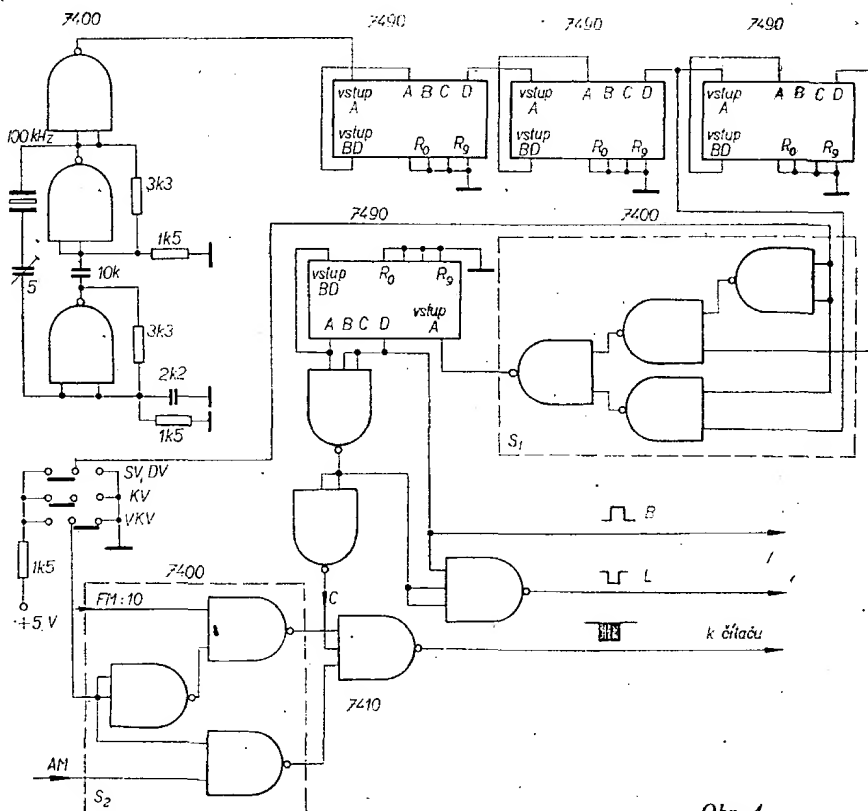 7400
7490
7490
7490
vstup A
A B C D
vstup BD
R0 R9
vstup A
A B C D
vstup BD
R0 R9
vstup A
A B C D
vstup BD
R0 R9
100 kHz
3k3
1k5
5
10k
3k3
2k2
1k5
7490
7400
vstup BD
R0 R9
vstup A
A B C D
S1
SV, DV
KV
VKV
1k5
+5 V
B
L
k čítaču
7400
FM:10
C
7410
AM
S2
Obr. 4